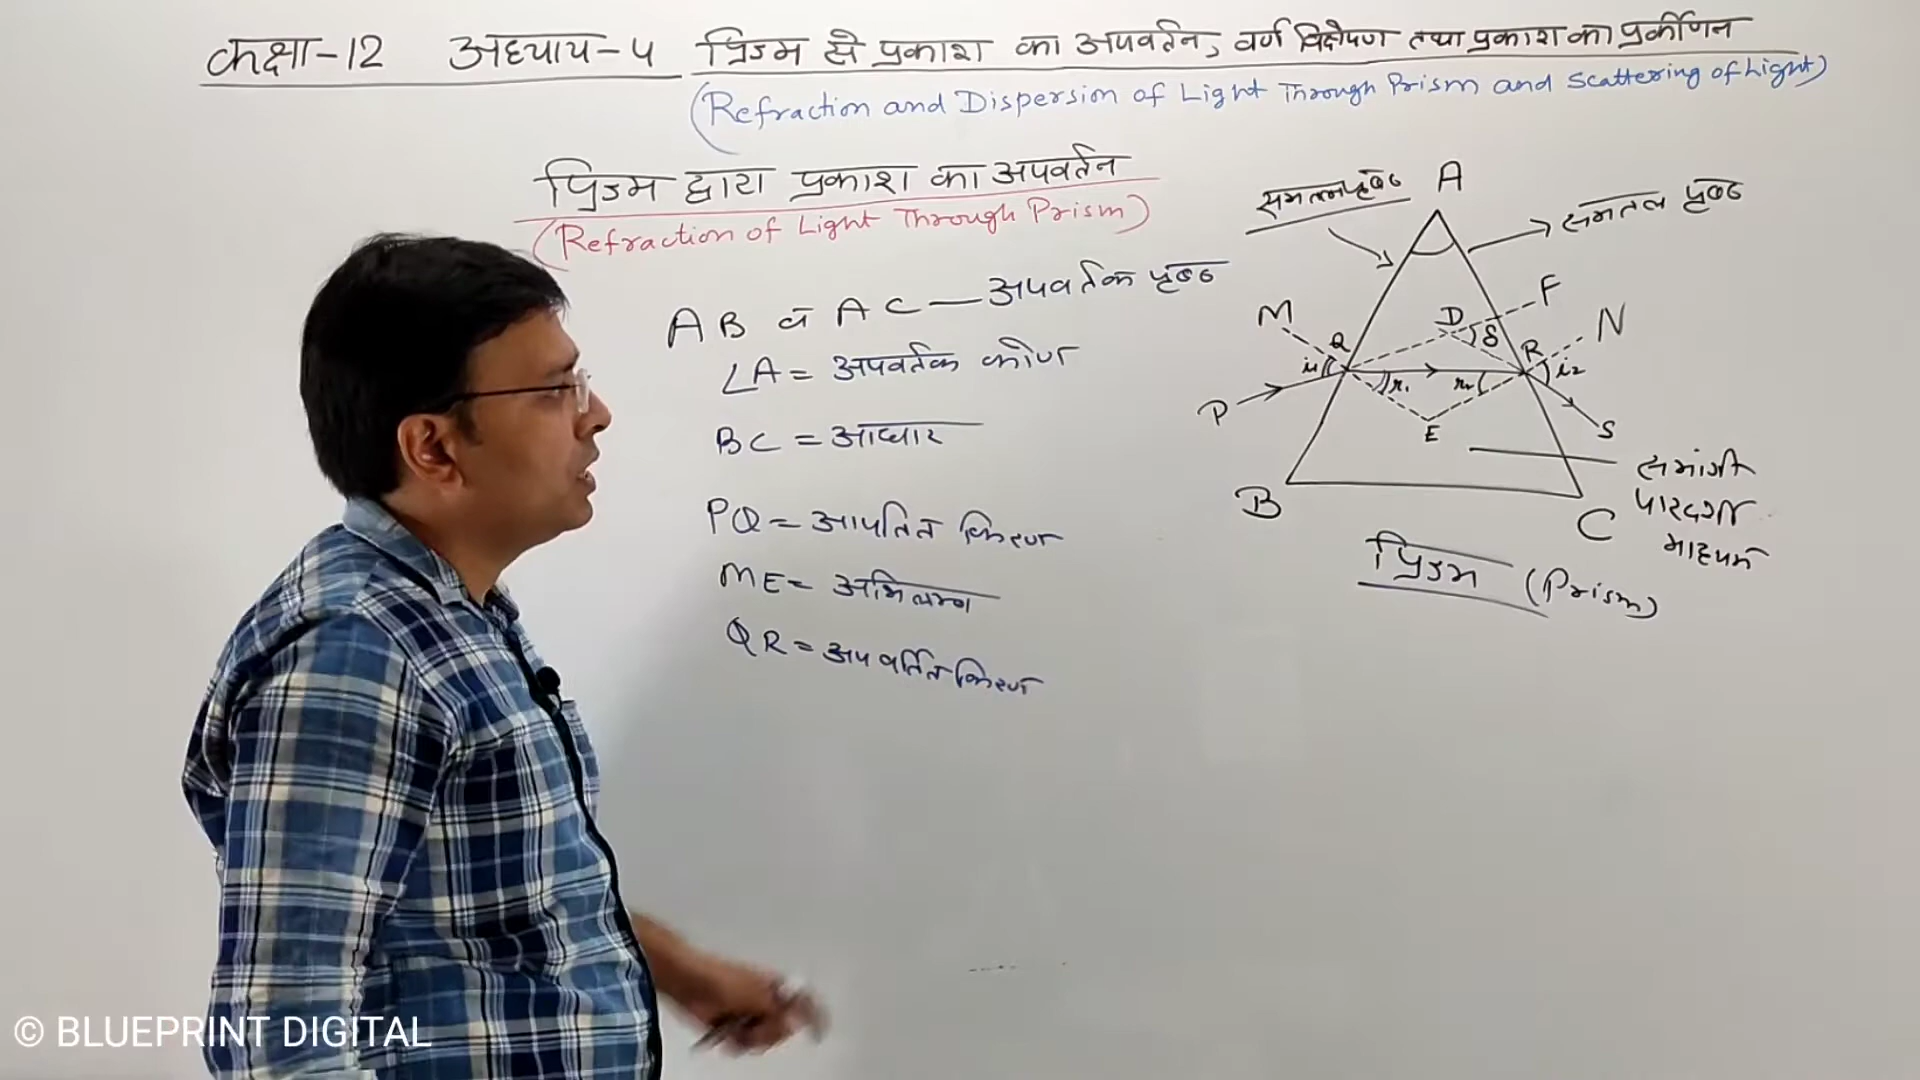 कक्षा-12 अध्याय-५ प्रिज्म से प्रकाश का अपवर्तन, वर्ण विक्षेपण तथा प्रकाश का प्रकीर्णन
(Refraction and Dispersion of Light Through Prism and Scattering of Light)
प्रिज्म द्वारा प्रकाश का अपवर्तन
(Refraction of Light Through Prism)
AB व AC — अपवर्तक पृष्ठ
∠A = अपवर्तक कोण
BC = आधार
PQ = आपतित किरण
ME = अभिलम्ब
QR = अपवर्तित किरण
समतल पृष्ठ
A
समतल पृष्ठ
M
D
F
N
Q
δ
R
i1
r1
r2
i2
P
E
S
B
C
समांगी
पारदर्शी
माध्यम
प्रिज्म (Prism)
© BLUEPRINT DIGITAL